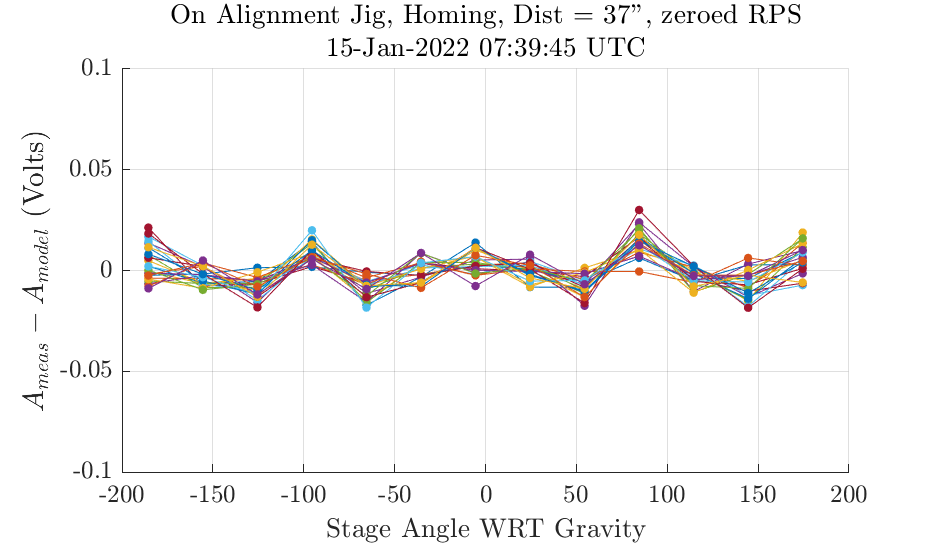 On Alignment Jig, Homing, Dist = 37”, zeroed RPS
15-Jan-2022 07:39:45 UTC
0.1
0.05
0
-0.05
-0.1
A_meas − A_model (Volts)
-200 -150 -100 -50 0 50 100 150 200
Stage Angle WRT Gravity